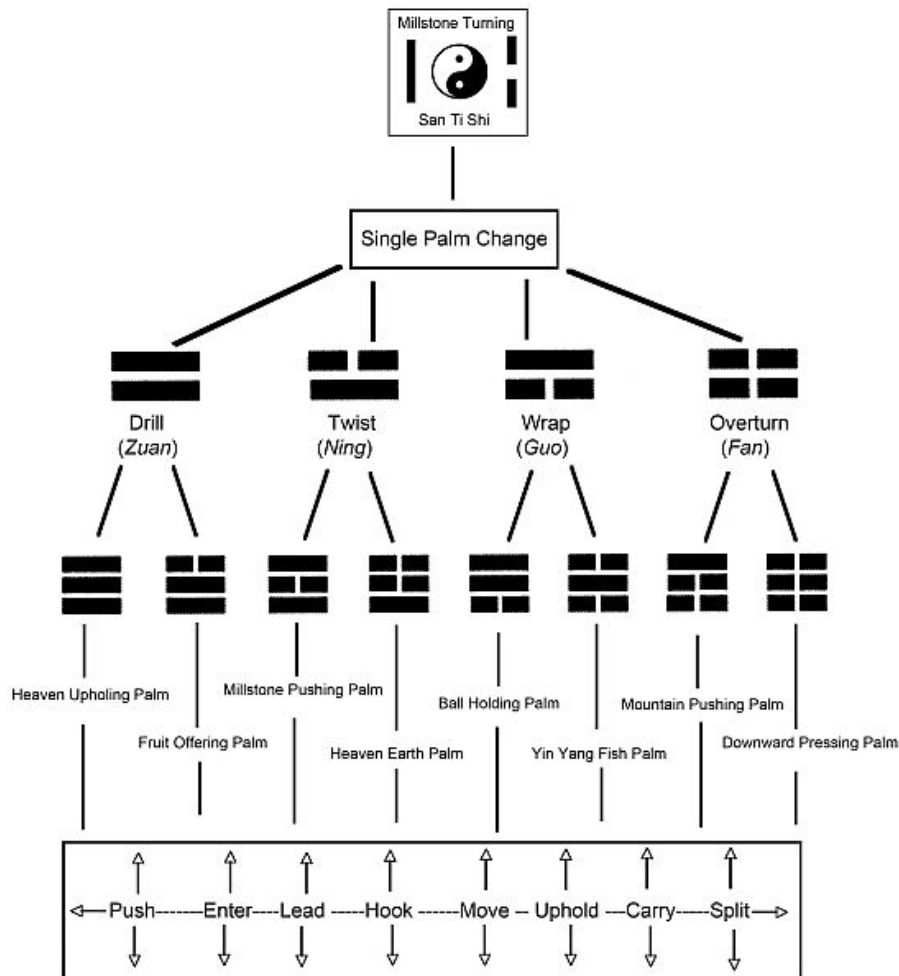 Millstone Turning
San Ti Shi
Single Palm Change
Drill
(Zuan)
Twist
(Ning)
Wrap
(Guo)
Overturn
(Fan)
Heaven Upholing Palm
Fruit Offering Palm
Millstone Pushing Palm
Heaven Earth Palm
Ball Holding Palm
Yin Yang Fish Palm
Mountain Pushing Palm
Downward Pressing Palm
Push Enter Lead Hook Move Uphold Carry Split